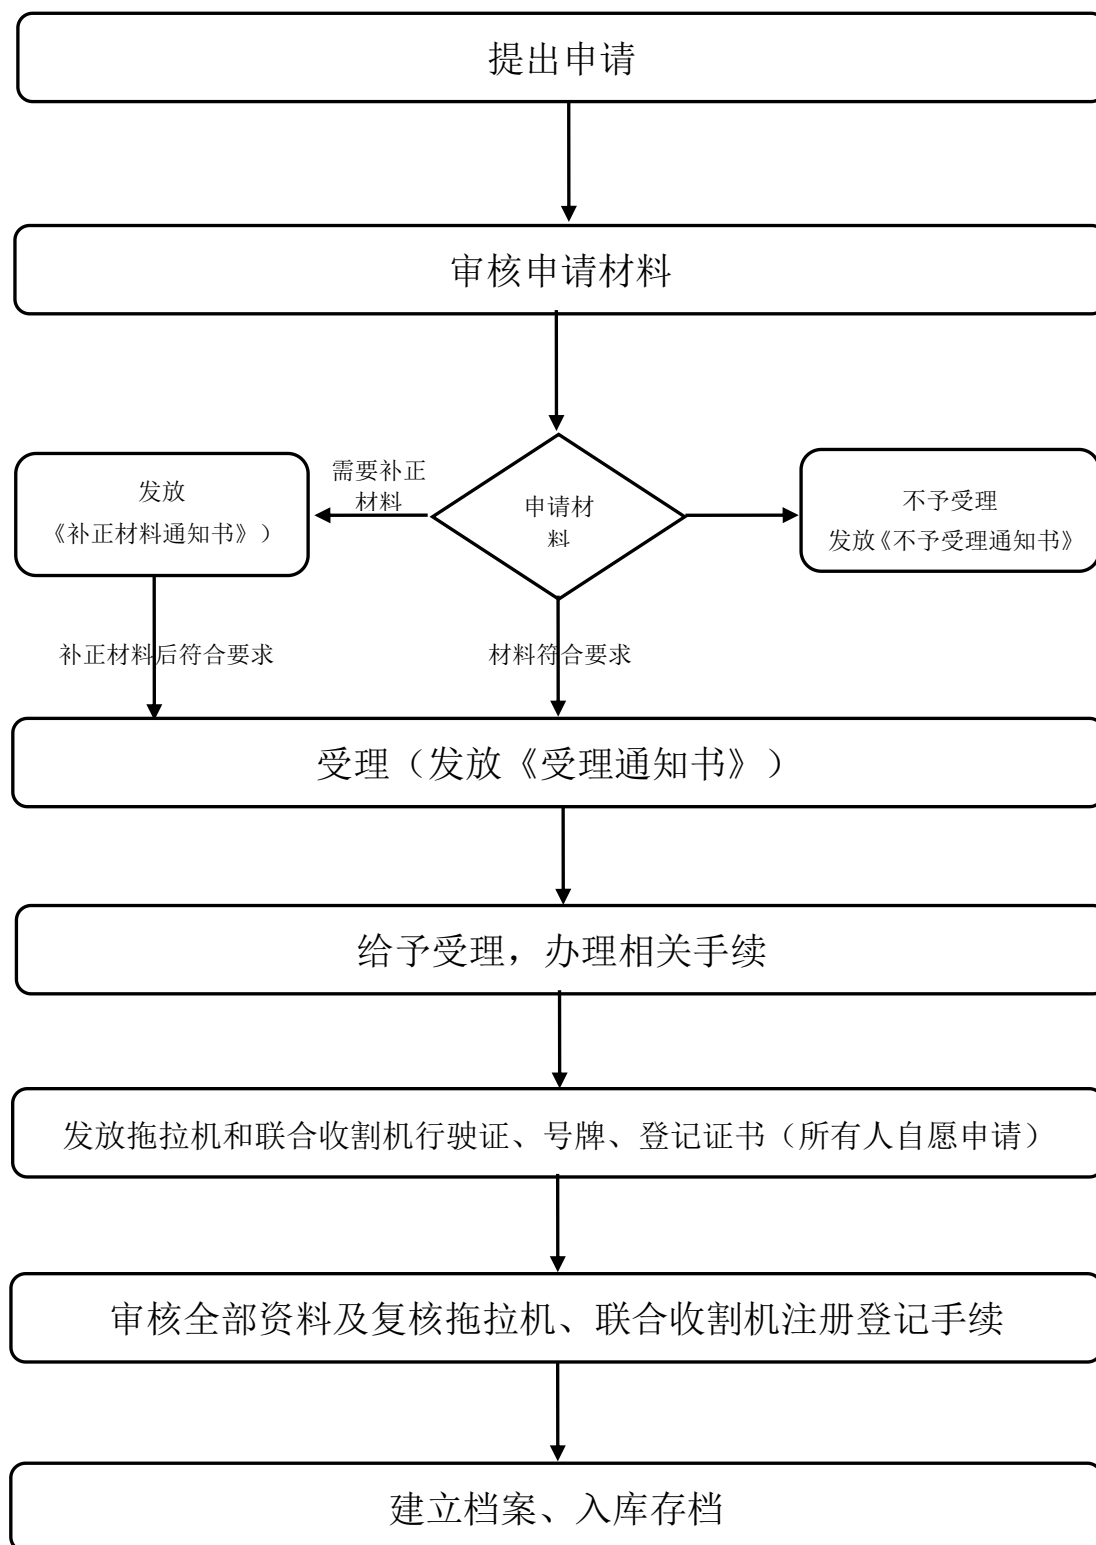 提出申请
审核申请材料
需要补正
材料
发放
《补正材料通知书》）
申请材
料
不予受理
发放《不予受理通知书》
补正材料后符合要求
材料符合要求
受理（发放《受理通知书》）
给予受理，办理相关手续
发放拖拉机和联合收割机行驶证、号牌、登记证书（所有人自愿申请）
审核全部资料及复核拖拉机、联合收割机注册登记手续
建立档案、入库存档